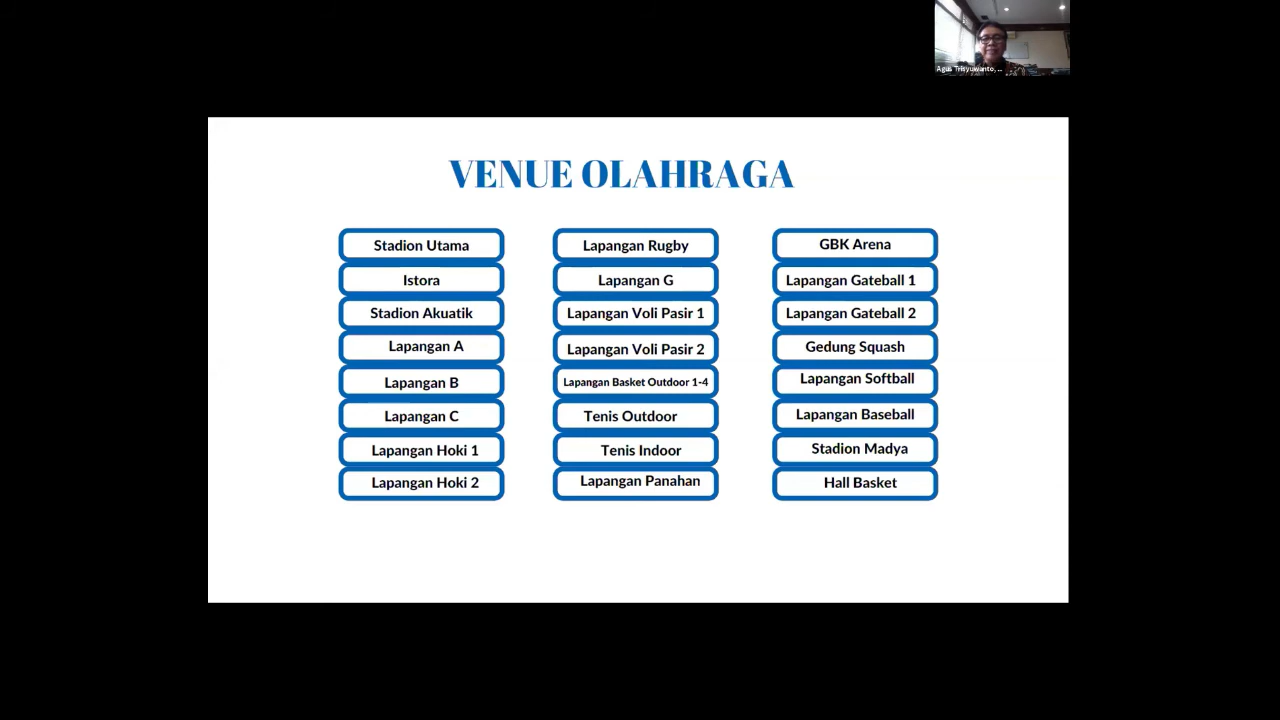 Agus Trisyuwanto, ...
VENUE OLAHRAGA
Stadion Utama
Istora
Stadion Akuatik
Lapangan A
Lapangan B
Lapangan C
Lapangan Hoki 1
Lapangan Hoki 2
Lapangan Rugby
Lapangan G
Lapangan Voli Pasir 1
Lapangan Voli Pasir 2
Lapangan Basket Outdoor 1-4
Tenis Outdoor
Tenis Indoor
Lapangan Panahan
GBK Arena
Lapangan Gateball 1
Lapangan Gateball 2
Gedung Squash
Lapangan Softball
Lapangan Baseball
Stadion Madya
Hall Basket